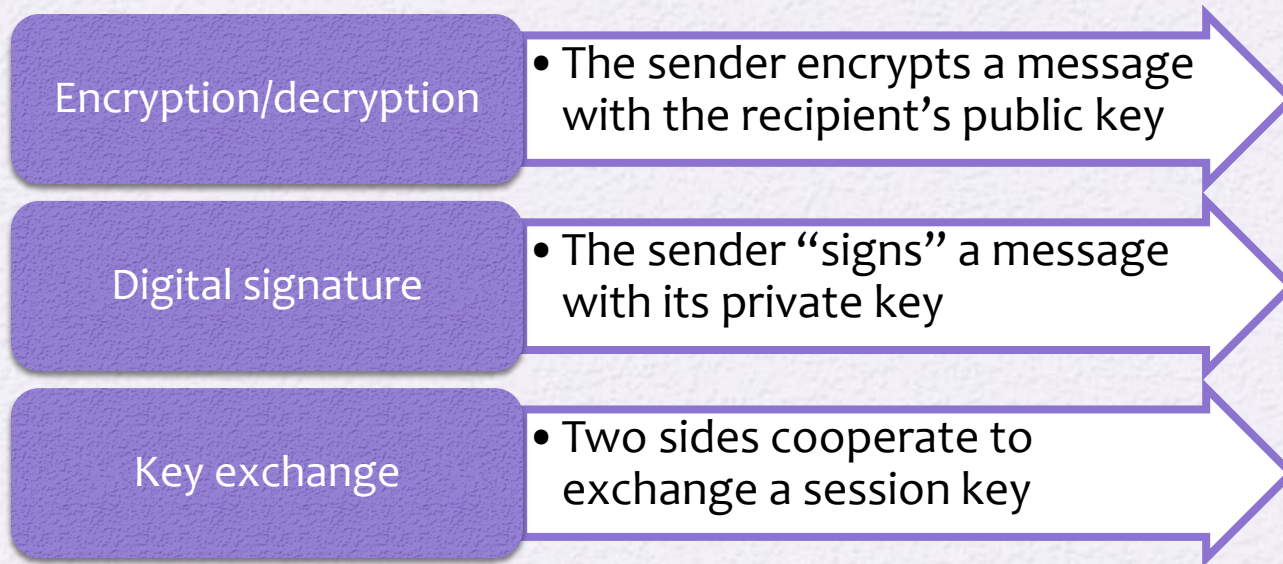 Encryption/decryption
• The sender encrypts a message
with the recipient’s public key
Digital signature
• The sender “signs” a message
with its private key
Key exchange
• Two sides cooperate to
exchange a session key